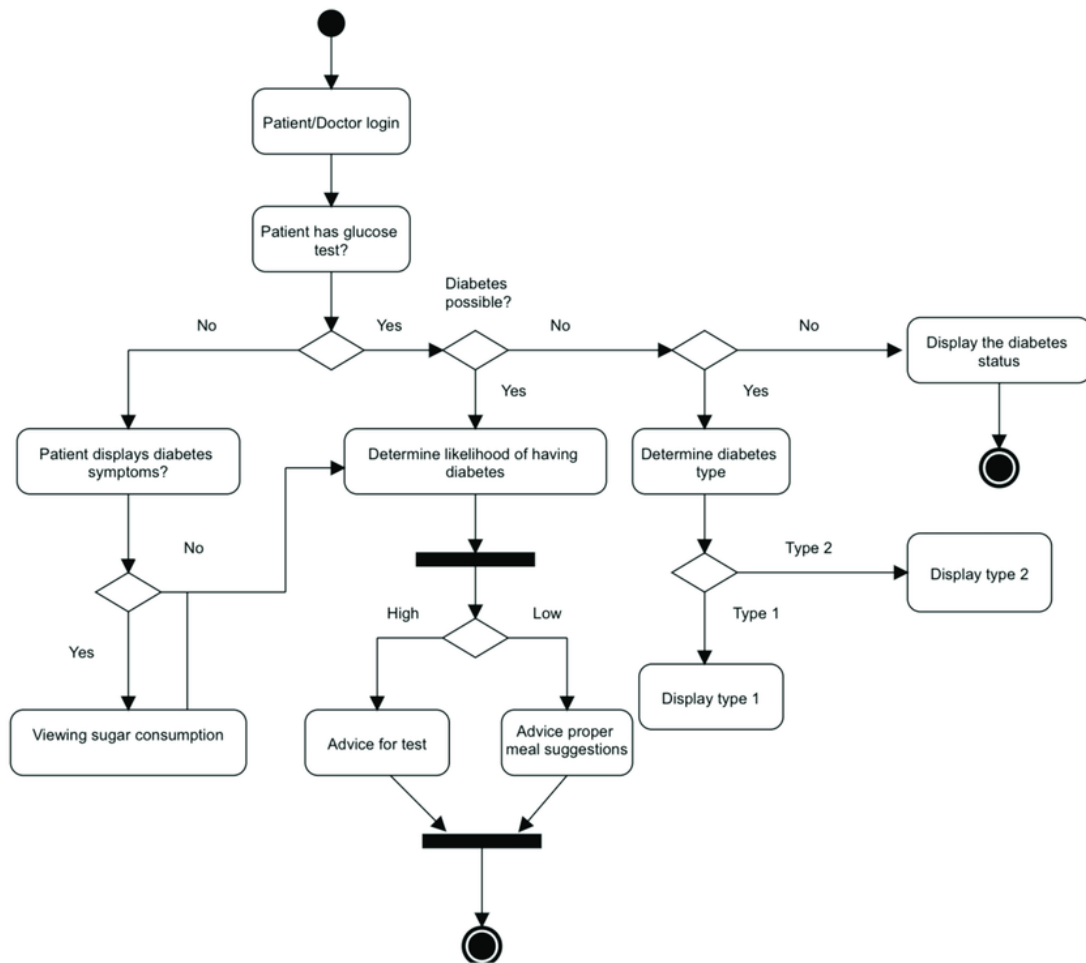 Patient/Doctor login
Patient has glucose
test?
Diabetes
possible?
No
Yes
No
No
Display the diabetes
status
Yes
Yes
Patient displays diabetes
symptoms?
Determine likelihood of having
diabetes
Determine diabetes
type
No
Type 2
Display type 2
High
Low
Type 1
Yes
Display type 1
Viewing sugar consumption
Advice for test
Advice proper
meal suggestions